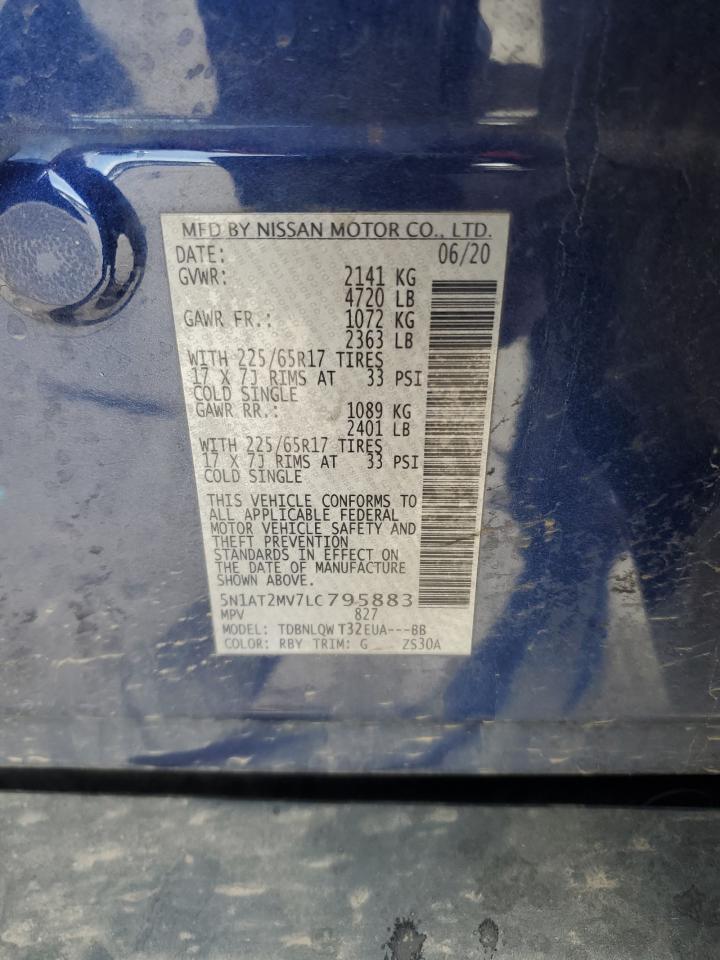 MFD BY NISSAN MOTOR CO., LTD.
DATE: 06/20
GVWR: 2141 KG
4720 LB
GAWR FR.: 1072 KG
2363 LB
WITH 225/65R17 TIRES
17 X 7J RIMS AT 33 PSI
COLD SINGLE
GAWR RR.: 1089 KG
2401 LB
WITH 225/65R17 TIRES
17 X 7J RIMS AT 33 PSI
COLD SINGLE
THIS VEHICLE CONFORMS TO
ALL APPLICABLE FEDERAL
MOTOR VEHICLE SAFETY AND
THEFT PREVENTION
STANDARDS IN EFFECT ON
THE DATE OF MANUFACTURE
SHOWN ABOVE.
5N1AT2MV7LC795883
MPV 827
MODEL: TDBNLQW T32EUA---BB
COLOR: RBY TRIM: G ZS30A